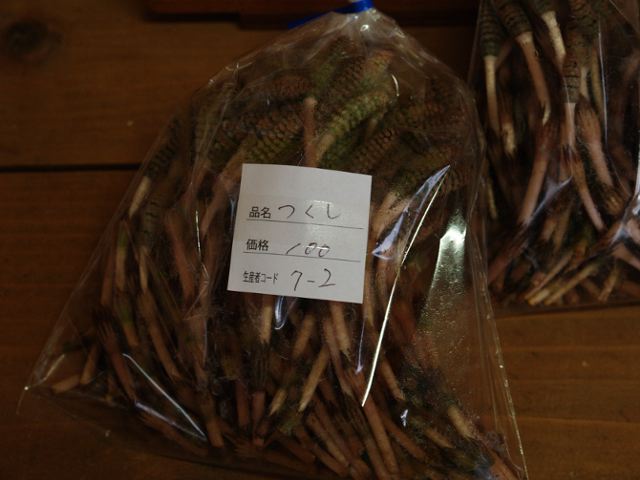 品名 つくし
価格 100
生産者コード 7-2